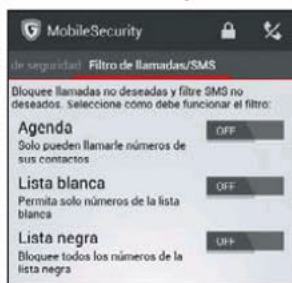 MobileSecurity
de seguridad Filtro de llamadas/SMS
Bloquee llamadas no deseadas y filtre SMS no
deseados. Seleccione cómo debe funcionar el filtro:
Agenda
OFF
Solo pueden llamarle números de
sus contactos
Lista blanca
OFF
Permita solo números de la lista
blanca
Lista negra
OFF
Bloquee todos los números de la
lista negra